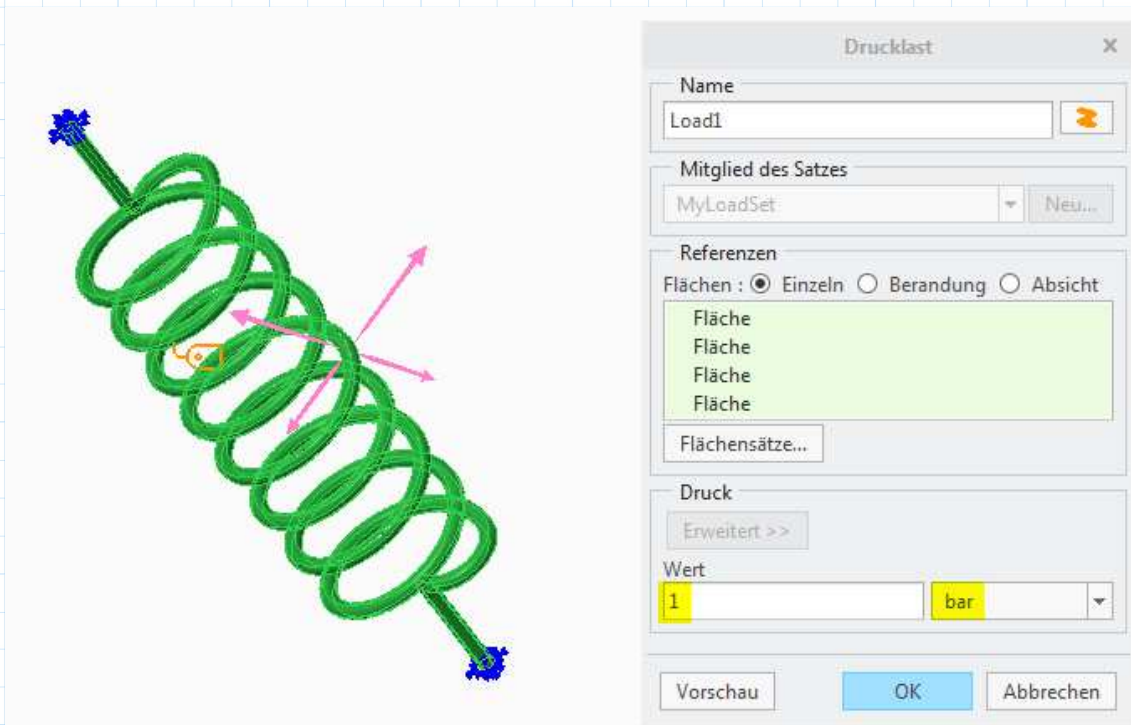 Drucklast
Name
Load1
Mitglied des Satzes
MyLoadSet
Neu...
Referenzen
Flächen : Einzeln Berandung Absicht
Fläche
Fläche
Fläche
Fläche
Flächensätze...
Druck
Erweitert >>
Wert
1 bar
Vorschau OK Abbrechen